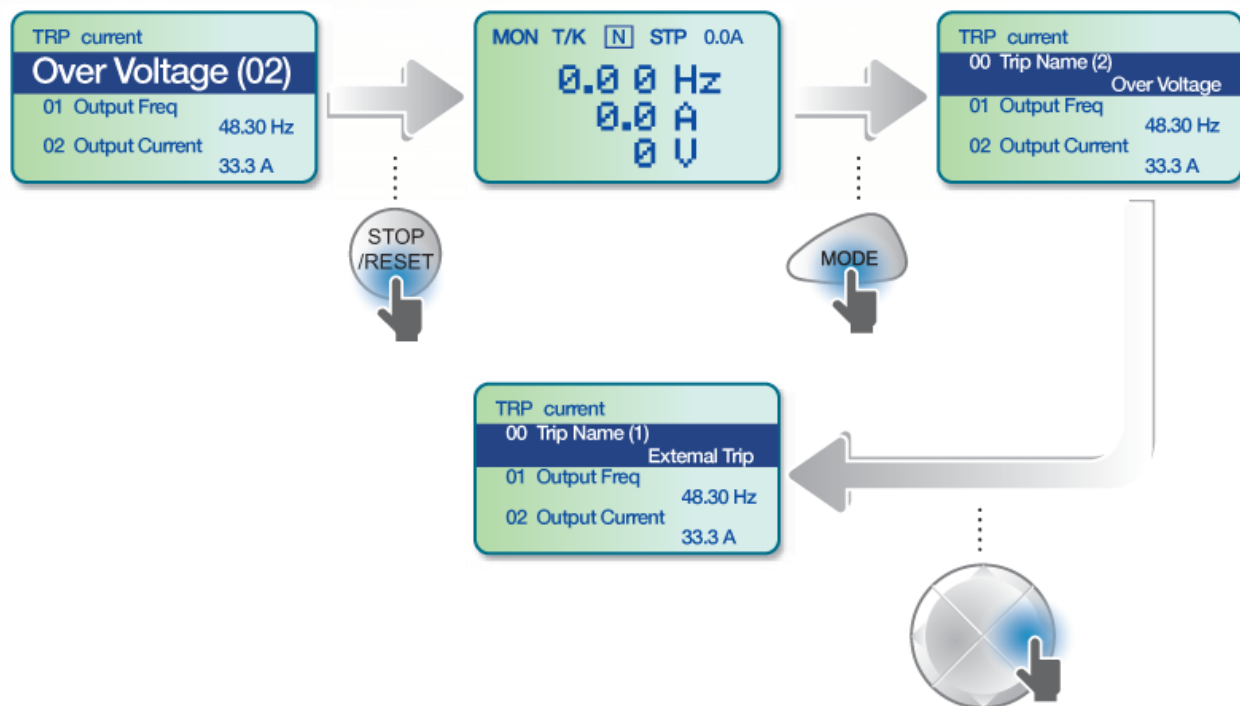 TRP current
Over Voltage (02)
01 Output Freq
48.30 Hz
02 Output Current
33.3 A
MON T/K N STP 0.0A
0.00 Hz
0.0 A
0 V
TRP current
00 Trip Name (2)
Over Voltage
01 Output Freq
48.30 Hz
02 Output Current
33.3 A
STOP
/RESET
MODE
TRP current
00 Trip Name (1)
External Trip
01 Output Freq
48.30 Hz
02 Output Current
33.3 A